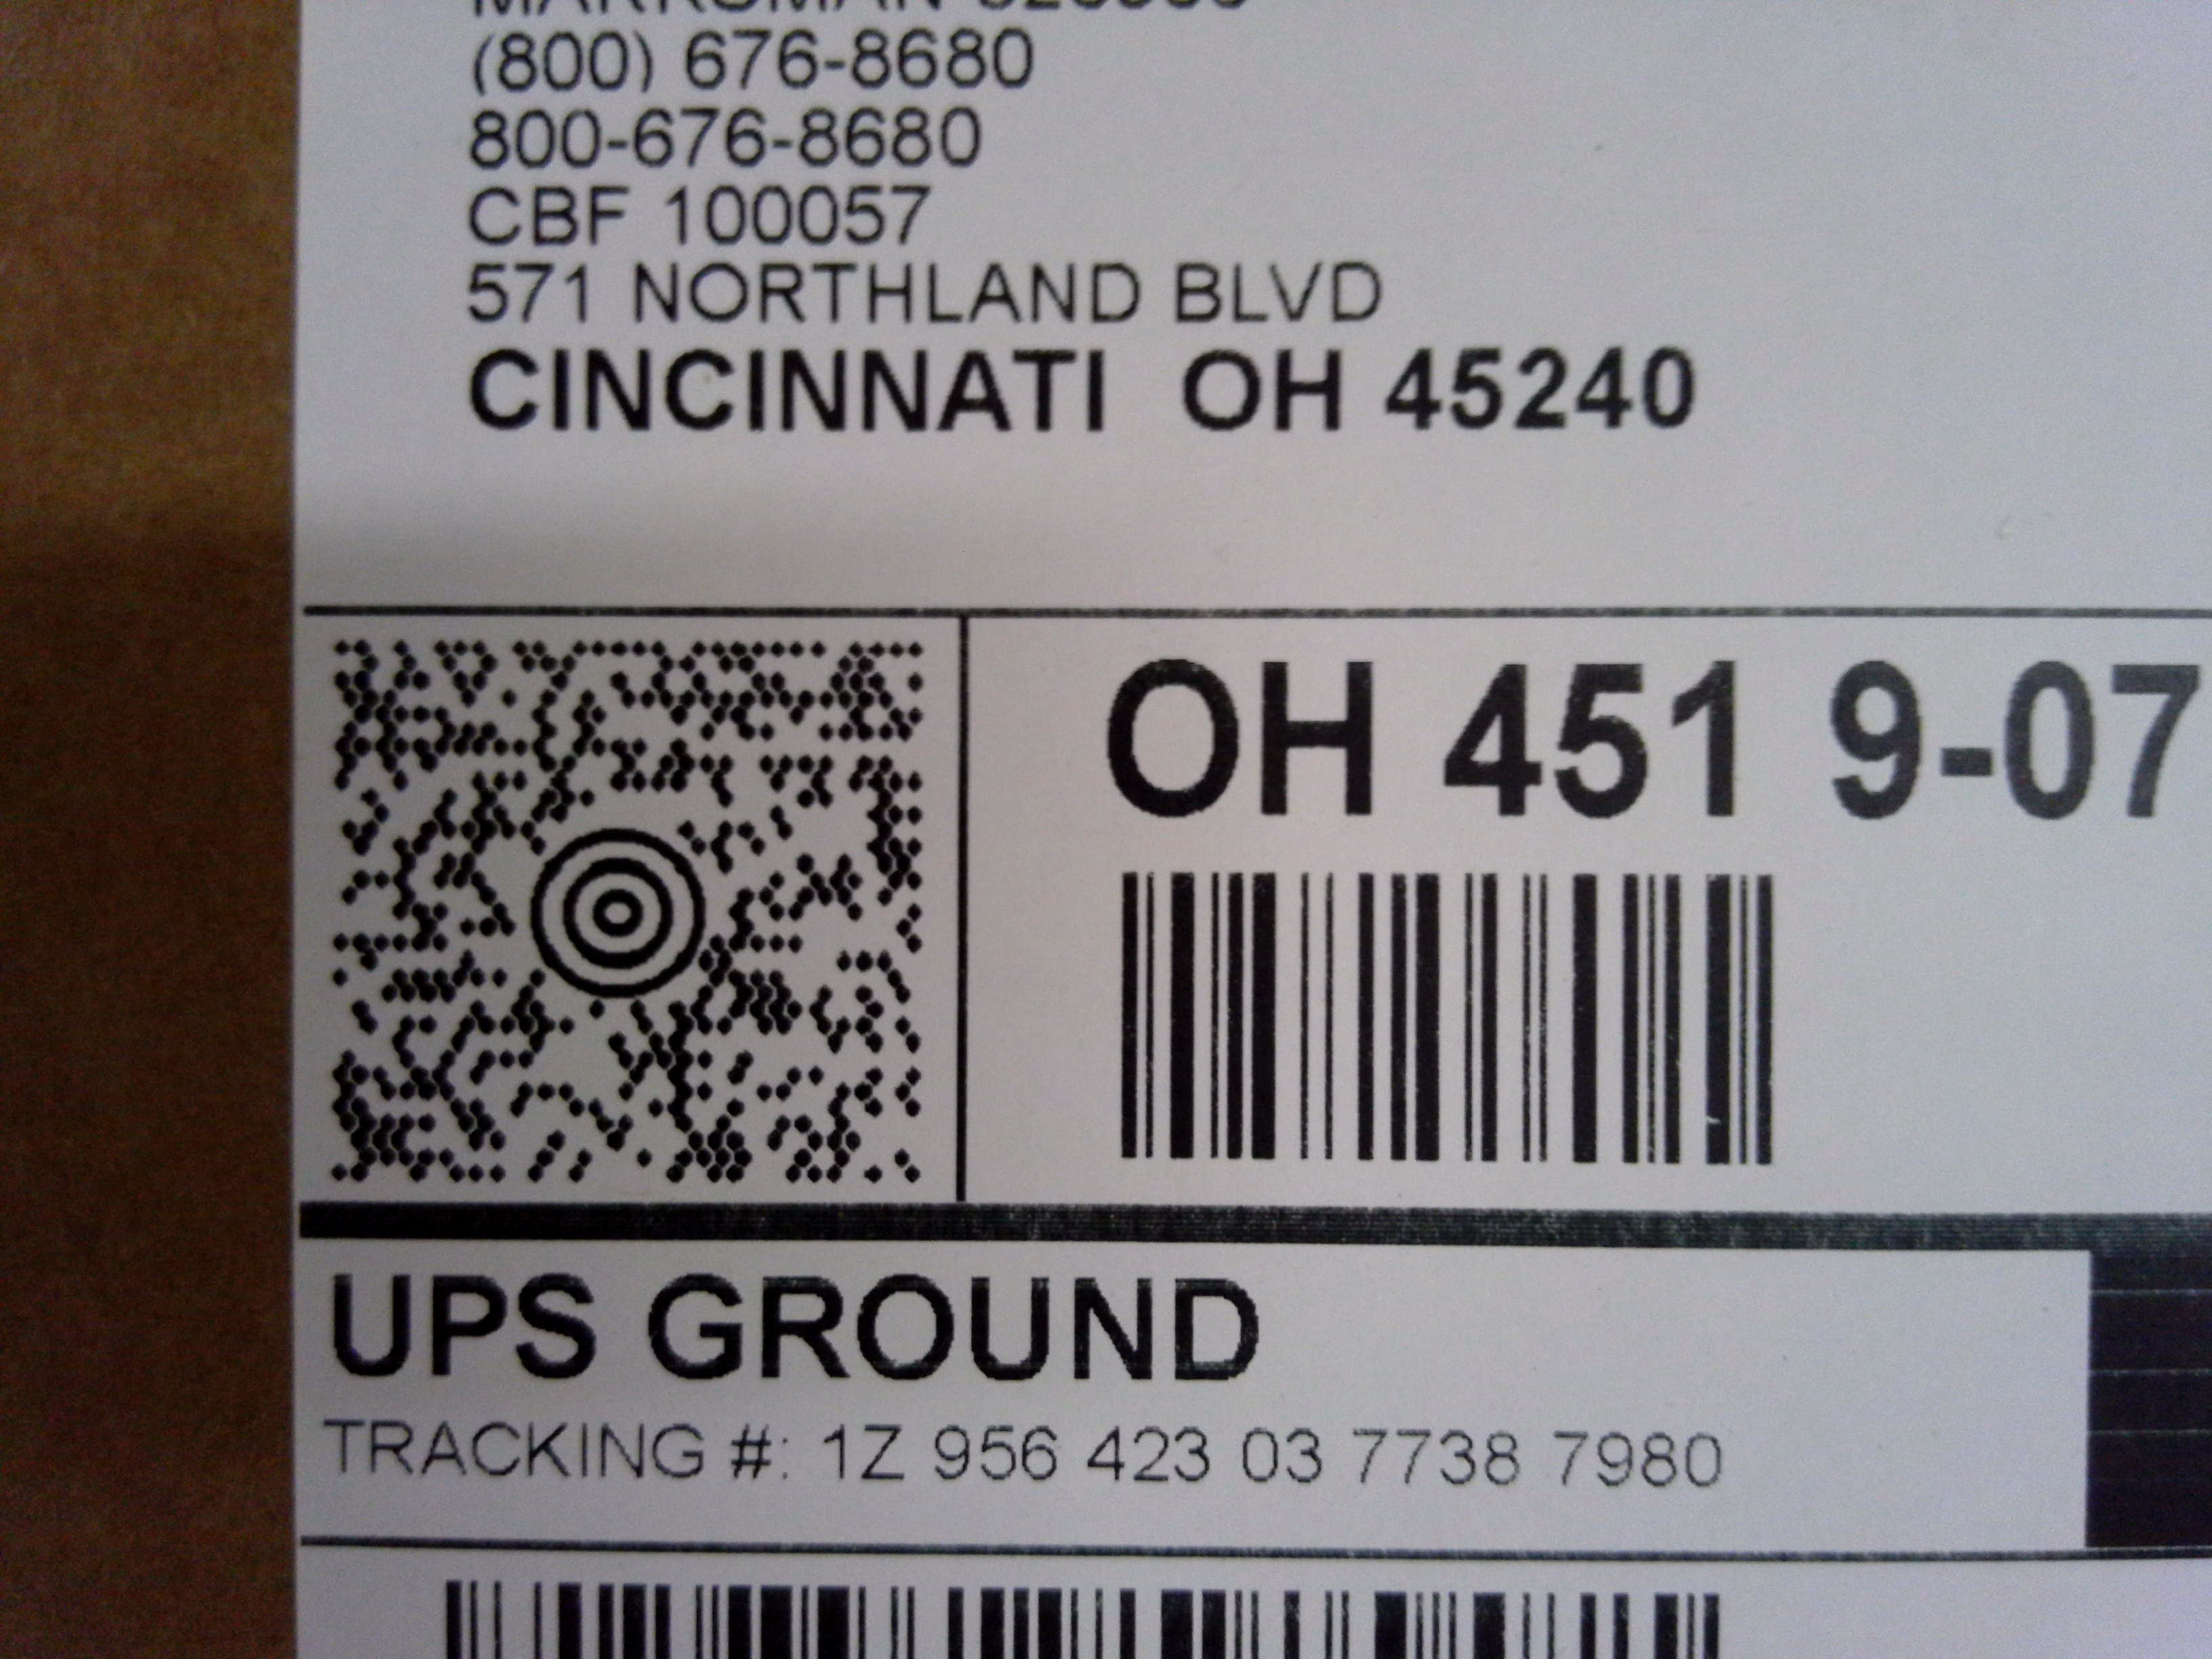 (800) 676-8680
800-676-8680
CBF 100057
571 NORTHLAND BLVD
CINCINNATI OH 45240
OH 451 9-07
UPS GROUND
TRACKING #: 1Z 956 423 03 7738 7980